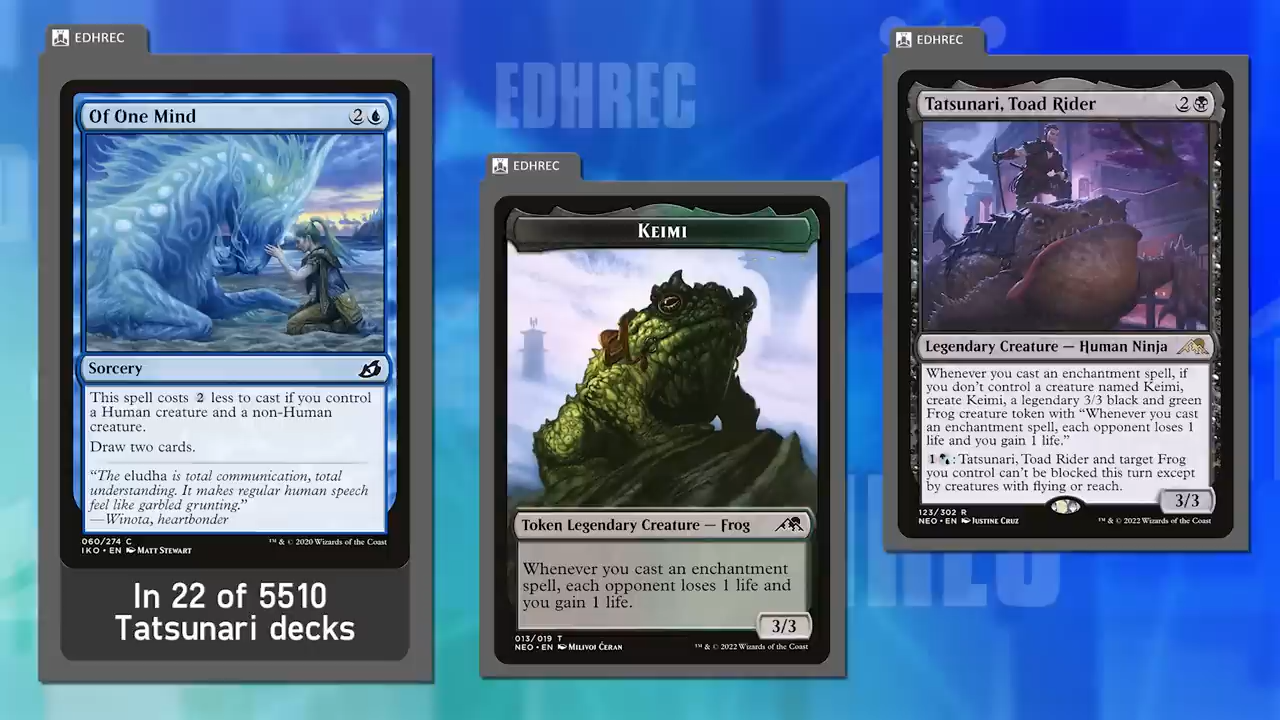 EDHREC
Of One Mind
2
Sorcery
This spell costs 2 less to cast if you control
a Human creature and a non-Human
creature.
Draw two cards.
“The eludha is total communication, total
understanding. It makes regular human speech
feel like garbled grunting.”
—Winota, heartbonder
060/274 C
IKO • EN Matt Stewart
™ & © 2020 Wizards of the Coast
In 22 of 5510
Tatsunari decks
EDHREC
EDHREC
Keimi
Token Legendary Creature — Frog
Whenever you cast an enchantment
spell, each opponent loses 1 life and
you gain 1 life.
3/3
013/019 T
NEO • EN Milivoj Ćeran
™ & © 2022 Wizards of the Coast
EDHREC
Tatsunari, Toad Rider
2
Legendary Creature — Human Ninja
Whenever you cast an enchantment spell, if
you don’t control a creature named Keimi,
create Keimi, a legendary 3/3 black and green
Frog creature token with “Whenever you cast
an enchantment spell, each opponent loses 1
life and you gain 1 life.”
1 : Tatsunari, Toad Rider and target Frog
you control can’t be blocked this turn except
by creatures with flying or reach.
3/3
123/302 R
NEO • EN Justine Cruz
™ & © 2022 Wizards of the Coast